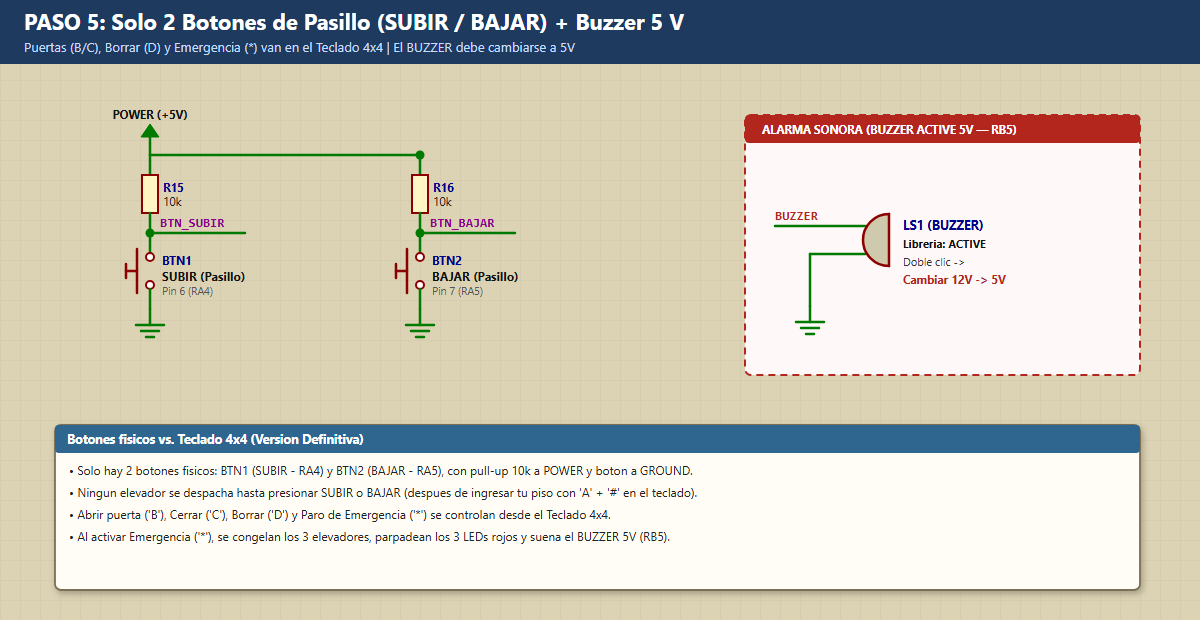 PASO 5: Solo 2 Botones de Pasillo (SUBIR / BAJAR) + Buzzer 5 V
Puertas (B/C), Borrar (D) y Emergencia (*) van en el Teclado 4x4 | El BUZZER debe cambiarse a 5V
POWER (+5V)
R15
10k
BTN_SUBIR
BTN1
SUBIR (Pasillo)
Pin 6 (RA4)
R16
10k
BTN_BAJAR
BTN2
BAJAR (Pasillo)
Pin 7 (RA5)
ALARMA SONORA (BUZZER ACTIVE 5V — RB5)
BUZZER
LS1 (BUZZER)
Libreria: ACTIVE
Doble clic ->
Cambiar 12V -> 5V
Botones fisicos vs. Teclado 4x4 (Version Definitiva)
• Solo hay 2 botones fisicos: BTN1 (SUBIR - RA4) y BTN2 (BAJAR - RA5), con pull-up 10k a POWER y boton a GROUND.
• Ningun elevador se despacha hasta presionar SUBIR o BAJAR (despues de ingresar tu piso con 'A' + '#' en el teclado).
• Abrir puerta ('B'), Cerrar ('C'), Borrar ('D') y Paro de Emergencia ('*') se controlan desde el Teclado 4x4.
• Al activar Emergencia ('*'), se congelan los 3 elevadores, parpadean los 3 LEDs rojos y suena el BUZZER 5V (RB5).